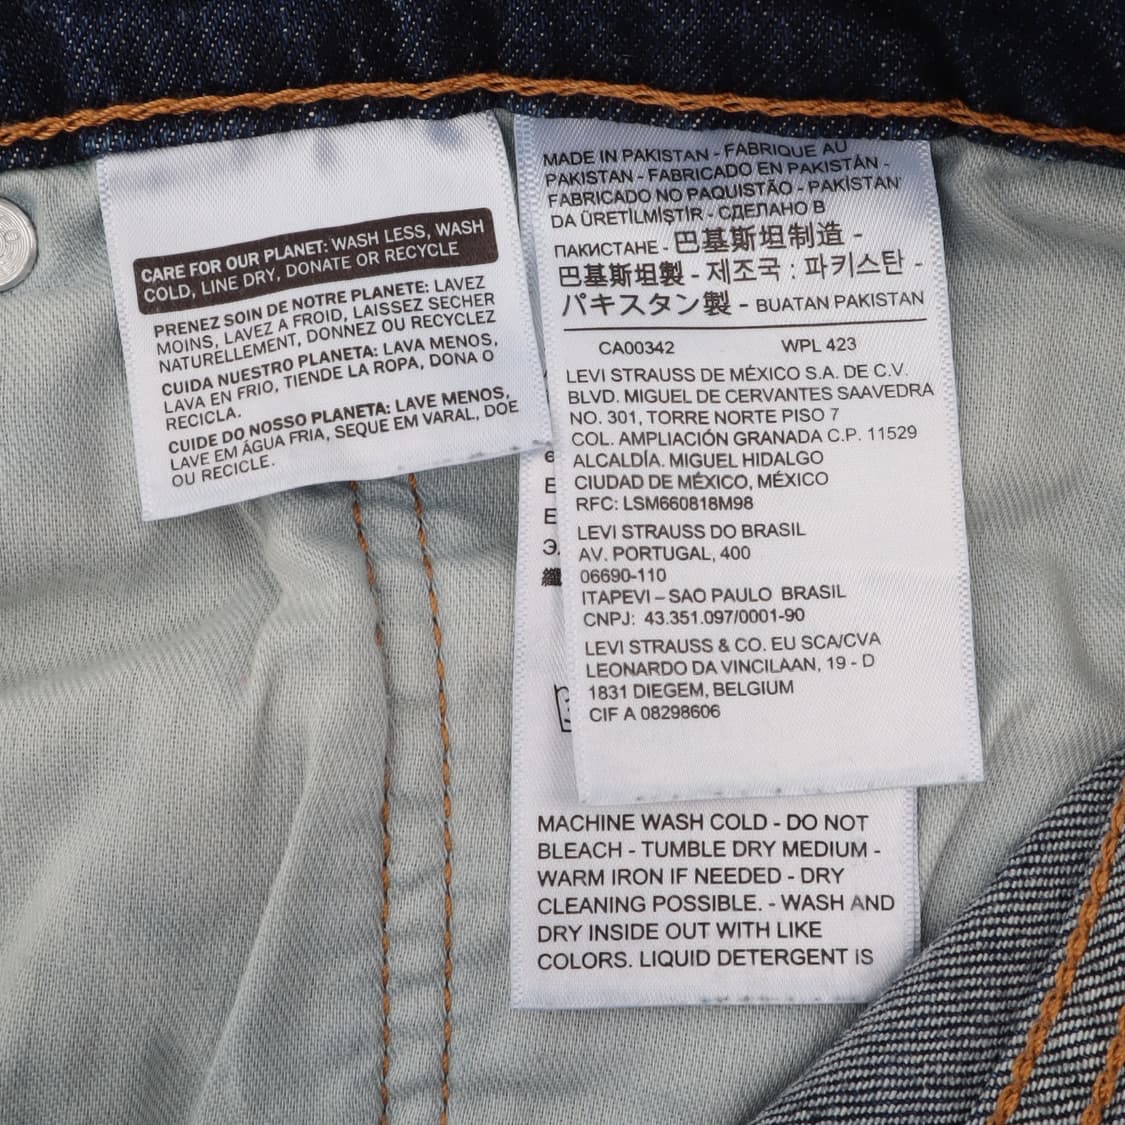 CARE FOR OUR PLANET: WASH LESS, WASH
COLD, LINE DRY, DONATE OR RECYCLE
PRENEZ SOIN DE NOTRE PLANETE: LAVEZ
MOINS, LAVEZ A FROID, LAISSEZ SECHER
NATURELLEMENT, DONNEZ OU RECYCLEZ
CUIDA NUESTRO PLANETA: LAVA MENOS,
LAVA EN FRIO, TIENDE LA ROPA, DONA O
RECICLA.
CUIDE DO NOSSO PLANETA: LAVE MENOS,
LAVE EM ÁGUA FRIA, SEQUE EM VARAL, DOE
OU RECICLE.
MADE IN PAKISTAN - FABRIQUE AU
PAKISTAN - FABRICADO EN PAKISTÁN -
FABRICADO NO PAQUISTÃO - PAKİSTAN'
DA ÜRETİLMİŞTİR - СДЕЛАНО В
ПАКИСТАНЕ - 巴基斯坦制造 -
巴基斯坦製 - 제조국 : 파키스탄 -
パキスタン製 - BUATAN PAKISTAN
CA00342 WPL 423
LEVI STRAUSS DE MÉXICO S.A. DE C.V.
BLVD. MIGUEL DE CERVANTES SAAVEDRA
NO. 301, TORRE NORTE PISO 7
COL. AMPLIACIÓN GRANADA C.P. 11529
ALCALDÍA. MIGUEL HIDALGO
CIUDAD DE MÉXICO, MÉXICO
RFC: LSM660818M98
LEVI STRAUSS DO BRASIL
AV. PORTUGAL, 400
06690-110
ITAPEVI – SAO PAULO BRASIL
CNPJ: 43.351.097/0001-90
LEVI STRAUSS & CO. EU SCA/CVA
LEONARDO DA VINCILAAN, 19 - D
1831 DIEGEM, BELGIUM
CIF A 08298606
MACHINE WASH COLD - DO NOT
BLEACH - TUMBLE DRY MEDIUM -
WARM IRON IF NEEDED - DRY
CLEANING POSSIBLE. - WASH AND
DRY INSIDE OUT WITH LIKE
COLORS. LIQUID DETERGENT IS